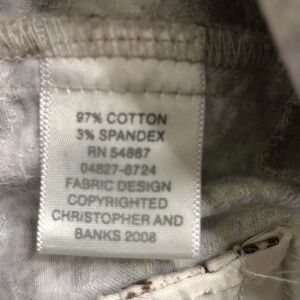 97% COTTON
3% SPANDEX
RN 54867
04827-6724
FABRIC DESIGN
COPYRIGHTED
CHRISTOPHER AND
BANKS 2008